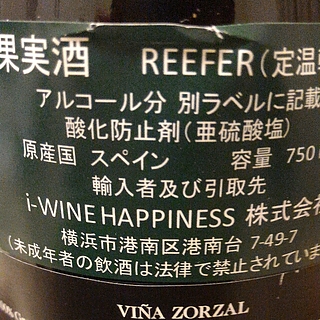 果実酒 REEFER(定温
アルコール分 別ラベルに記載
酸化防止剤(亜硫酸塩)
原産国 スペイン 容量 750
輸入者及び引取先
i-WINE HAPPINESS 株式会
横浜市港南区港南台 7-49-7
(未成年者の飲酒は法律で禁止されていま
VIÑA ZORZAL